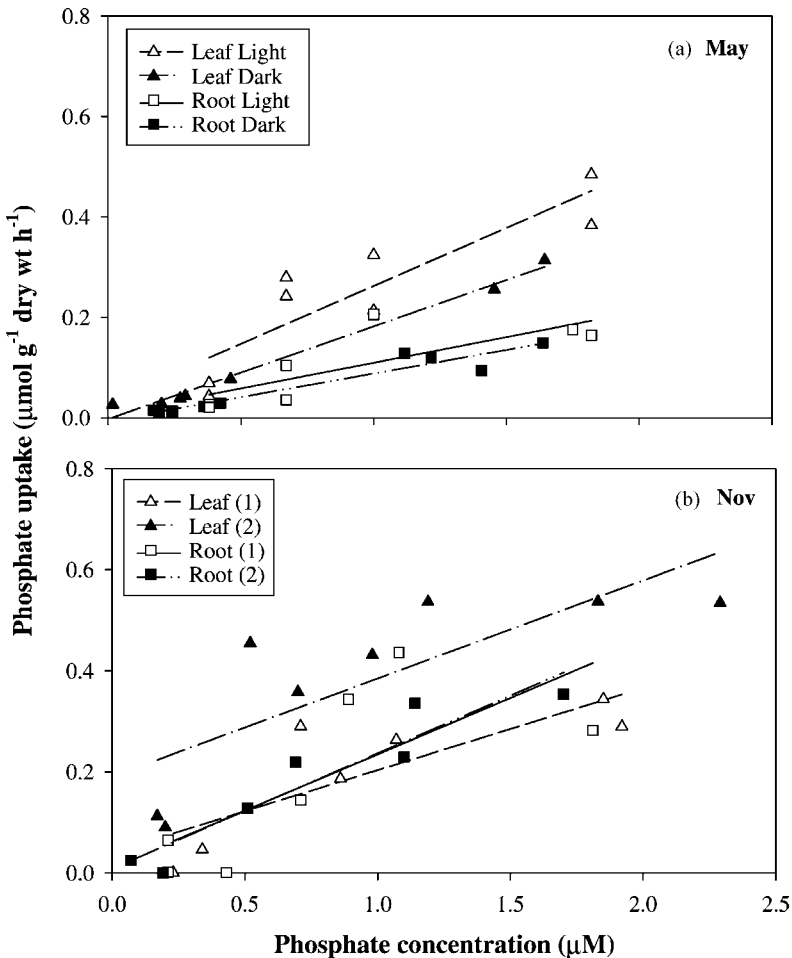 0.8
Leaf Light
Leaf Dark
Root Light
Root Dark
(a) May
0.6
0.4
0.2
0.0
Phosphate uptake (μmol g⁻¹ dry wt h⁻¹)
0.8
Leaf (1)
Leaf (2)
Root (1)
Root (2)
(b) Nov
0.6
0.4
0.2
0.0
0.0 0.5 1.0 1.5 2.0 2.5
Phosphate concentration (μM)